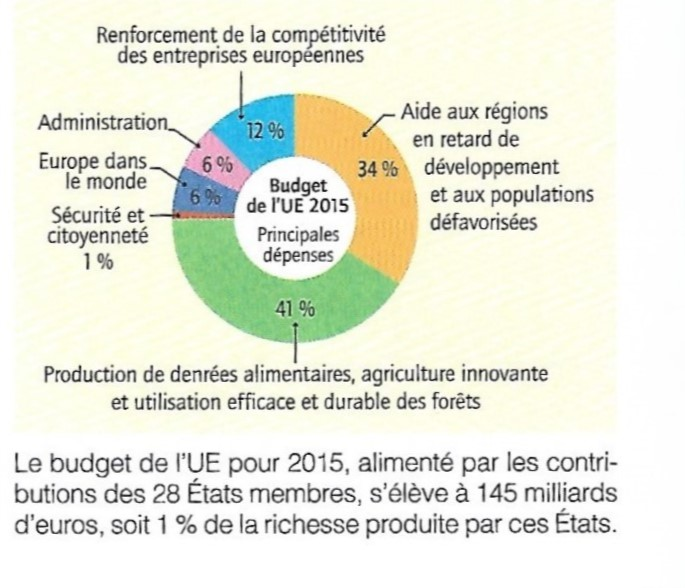 Renforcement de la compétitivité
des entreprises européennes
Administration
12 %
Aide aux régions
en retard de
développement
et aux populations
défavorisées
34 %
6 %
Europe dans
le monde
6 %
Budget
de l'UE 2015
Principales
dépenses
Sécurité et
citoyenneté
1 %
41 %
Production de denrées alimentaires, agriculture innovante
et utilisation efficace et durable des forêts
Le budget de l'UE pour 2015, alimenté par les contri-
butions des 28 États membres, s'élève à 145 milliards
d'euros, soit 1 % de la richesse produite par ces États.